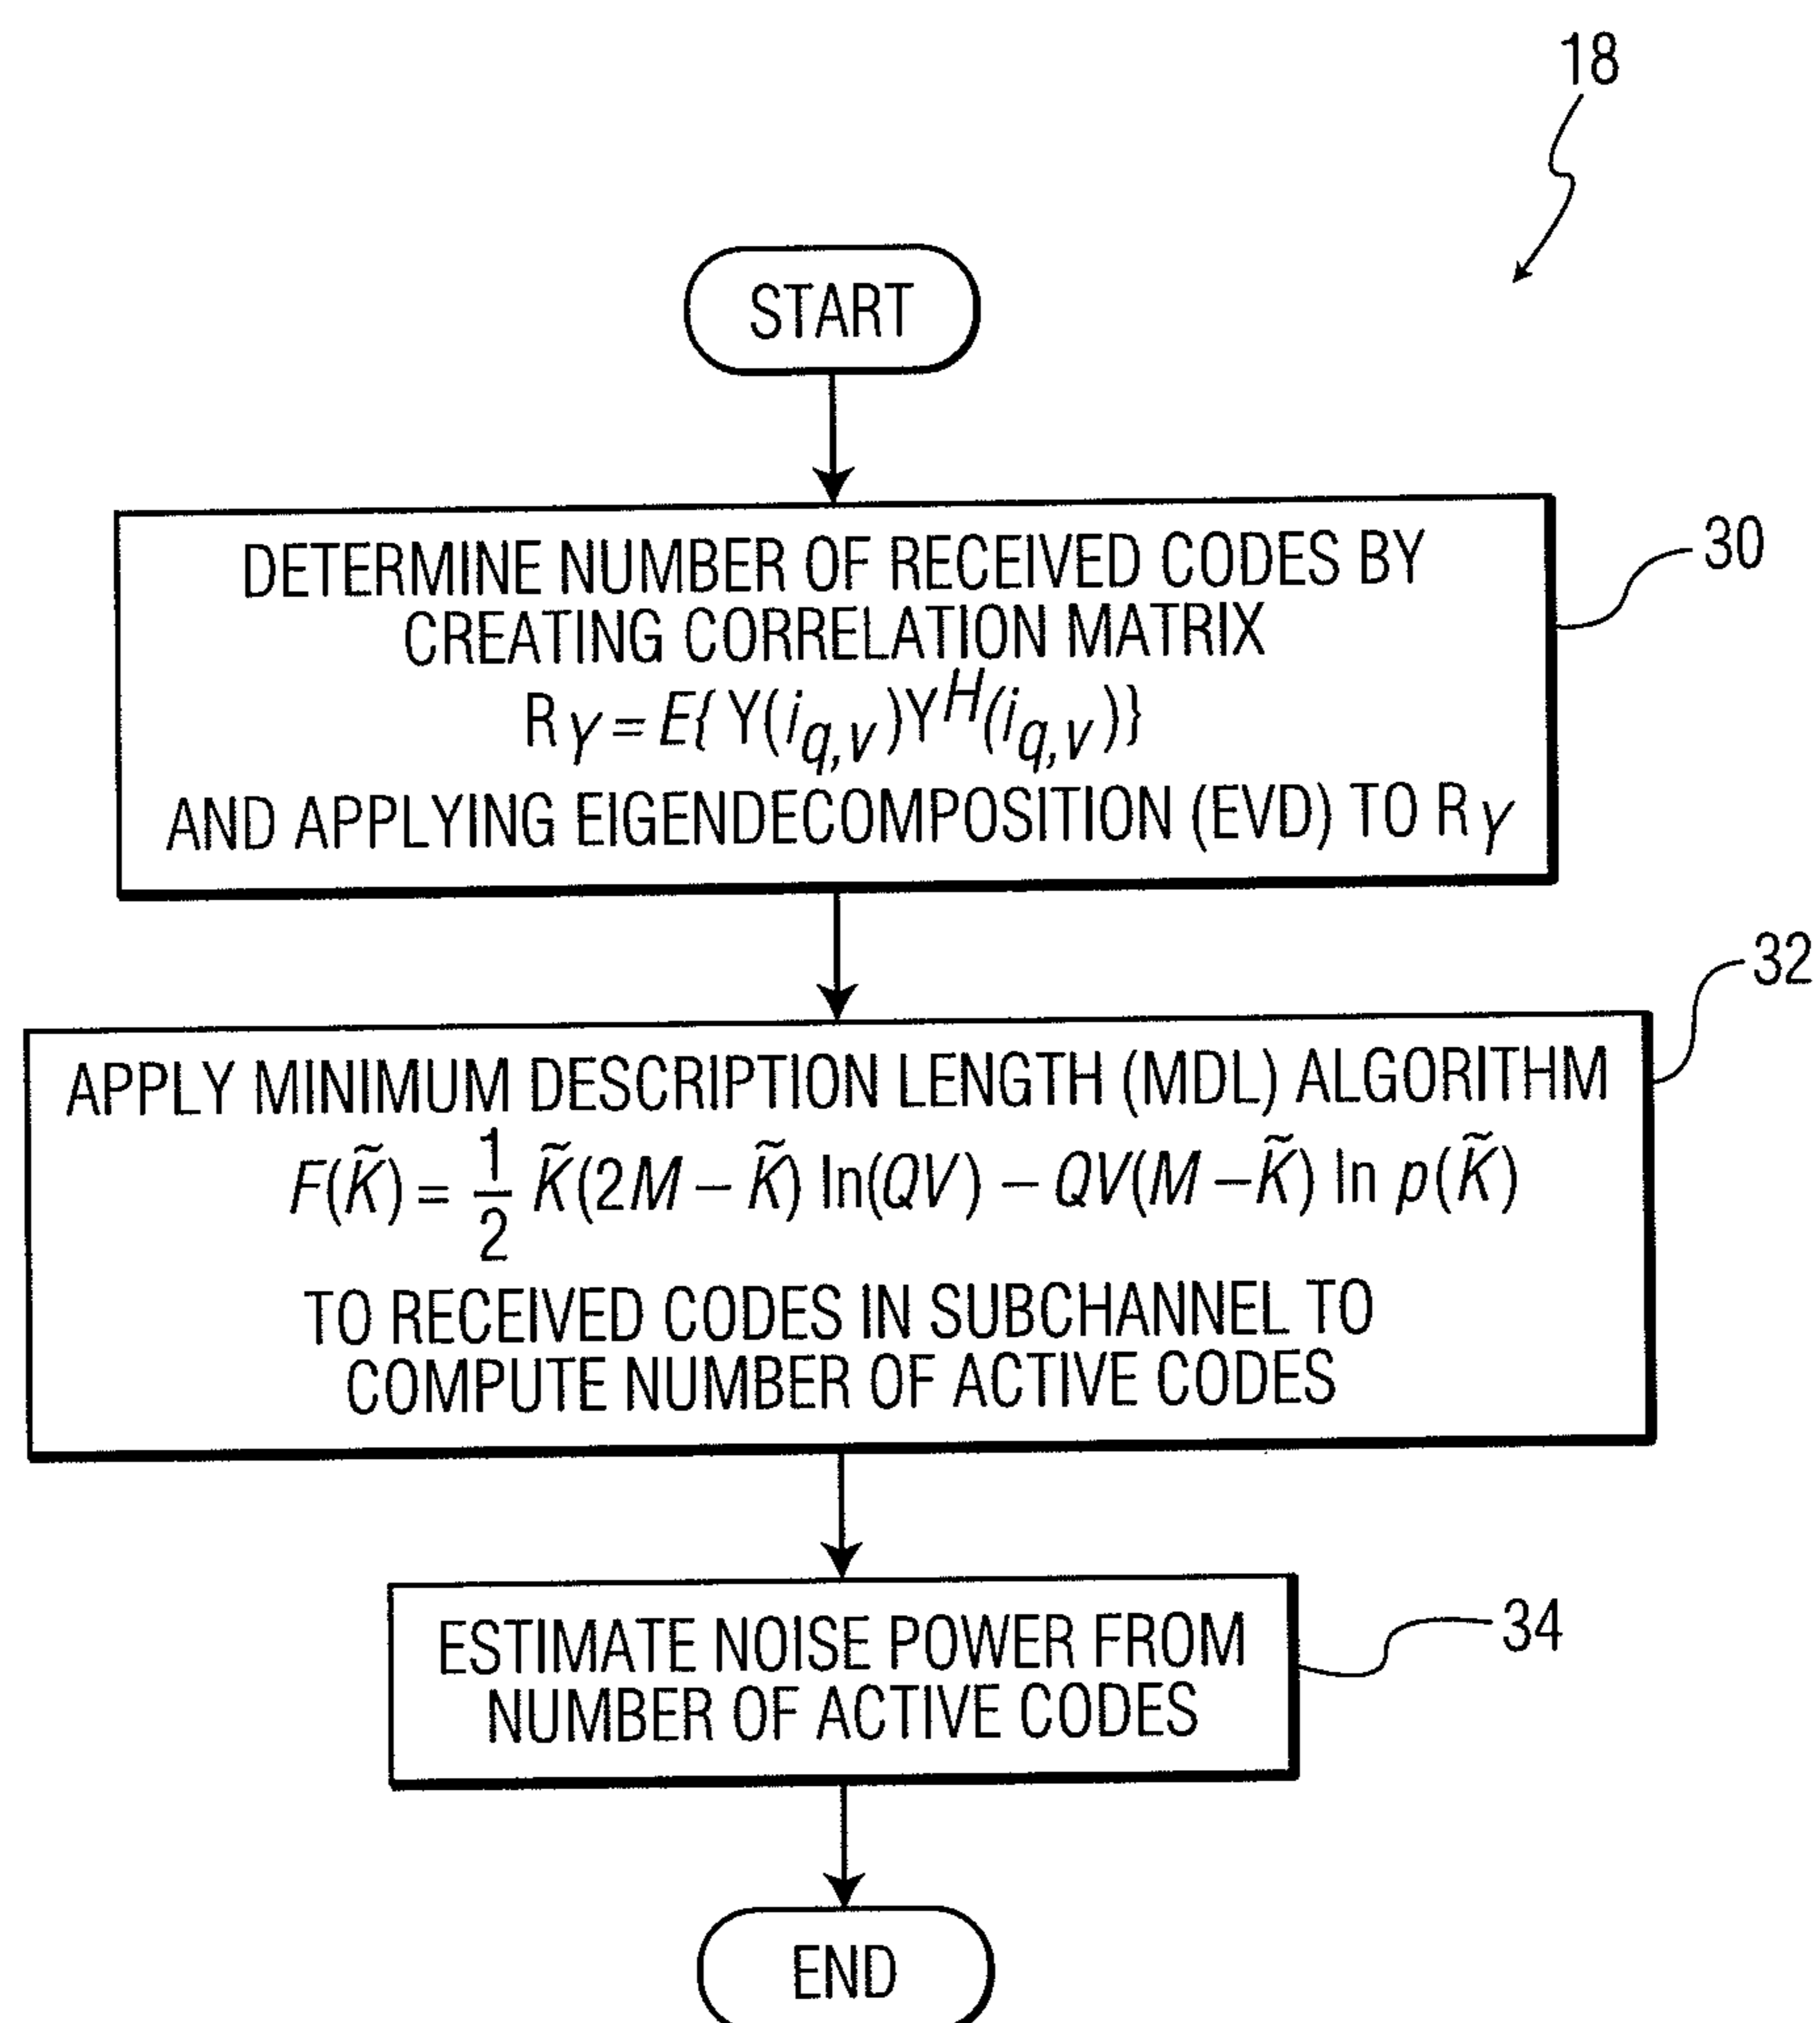 18
START
DETERMINE NUMBER OF RECEIVED CODES BY
CREATING CORRELATION MATRIX
R_Y = E{ Y(i_{q,v})Y^H(i_{q,v})}
AND APPLYING EIGENDECOMPOSITION (EVD) TO R_Y
30
APPLY MINIMUM DESCRIPTION LENGTH (MDL) ALGORITHM
F(K̃) = 1/2 K̃(2M – K̃) ln(QV) – QV(M –K̃) ln p(K̃)
TO RECEIVED CODES IN SUBCHANNEL TO
COMPUTE NUMBER OF ACTIVE CODES
32
ESTIMATE NOISE POWER FROM
NUMBER OF ACTIVE CODES
34
END